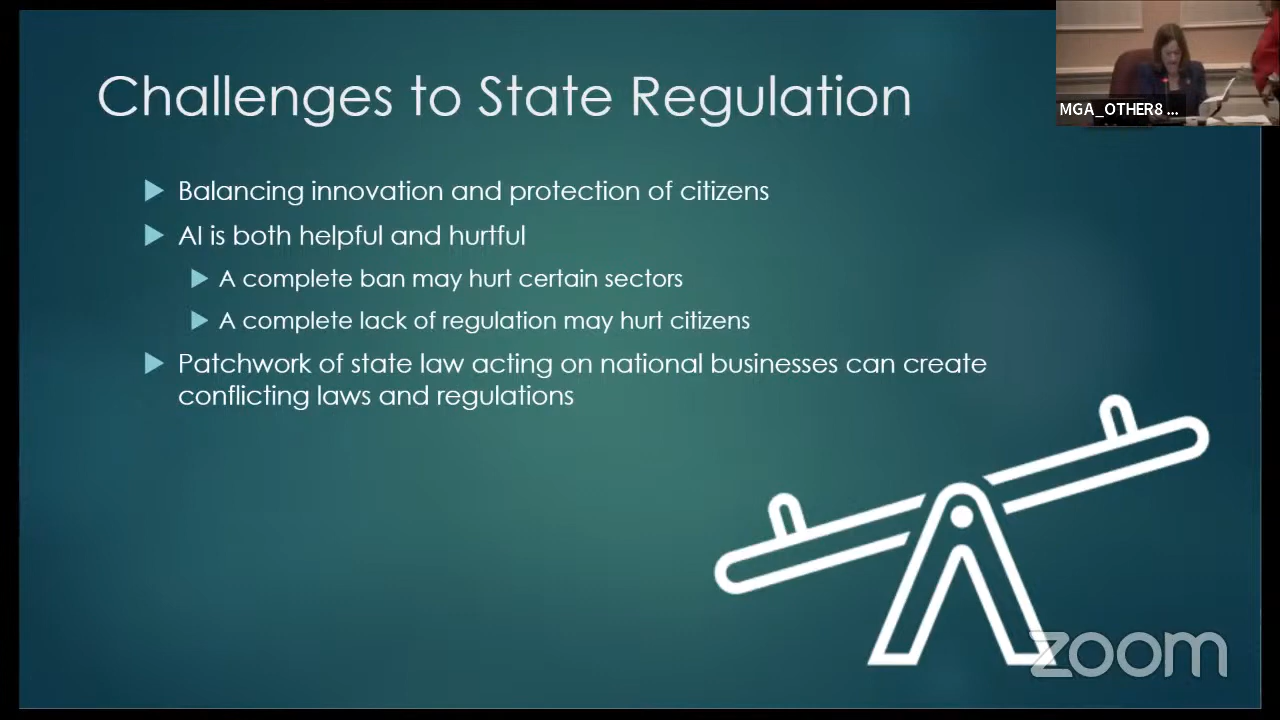 Challenges to State Regulation
MGA_OTHER8 ...
Balancing innovation and protection of citizens
AI is both helpful and hurtful
A complete ban may hurt certain sectors
A complete lack of regulation may hurt citizens
Patchwork of state law acting on national businesses can create
conflicting laws and regulations
zoom